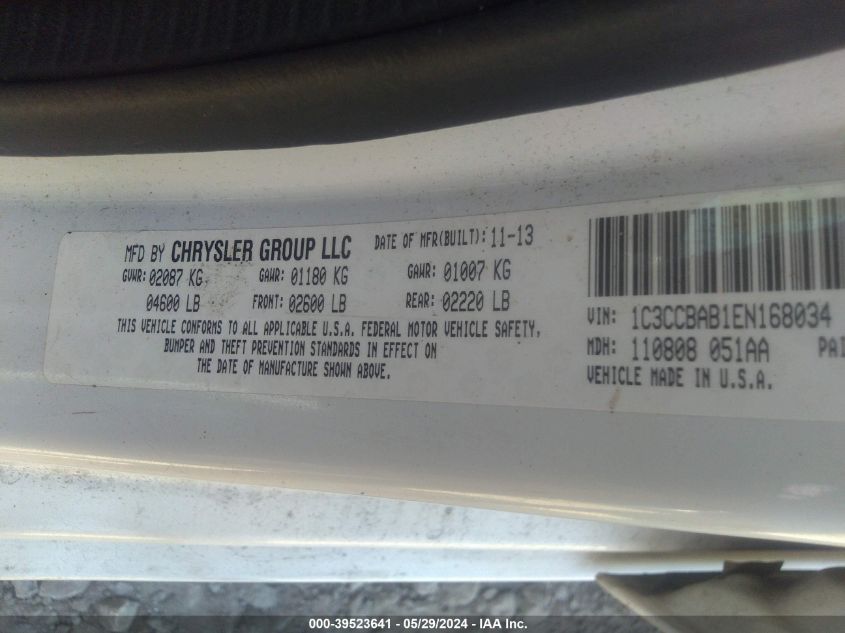 MFD BY CHRYSLER GROUP LLC DATE OF MFR(BUILT): 11-13
GVWR: 02087 KG GAWR: 01180 KG GAWR: 01007 KG
04600 LB FRONT: 02600 LB REAR: 02220 LB
THIS VEHICLE CONFORMS TO ALL APPLICABLE U.S.A. FEDERAL MOTOR VEHICLE SAFETY,
BUMPER AND THEFT PREVENTION STANDARDS IN EFFECT ON
THE DATE OF MANUFACTURE SHOWN ABOVE.
VIN: 1C3CCBAB1EN168034
MDH: 110808 051AA PAI
VEHICLE MADE IN U.S.A.
000-39523641 - 05/29/2024 - IAA Inc.